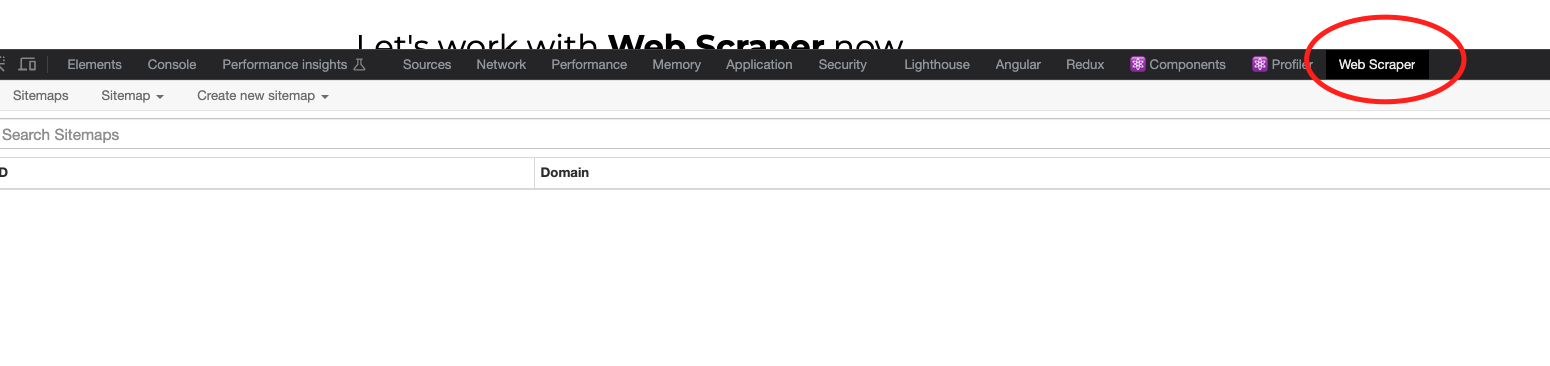 Let's work with Web Scraper now
Elements Console Performance insights Sources Network Performance Memory Application Security Lighthouse Angular Redux Components Profiler Web Scraper
Sitemaps Sitemap Create new sitemap
Search Sitemaps
D Domain